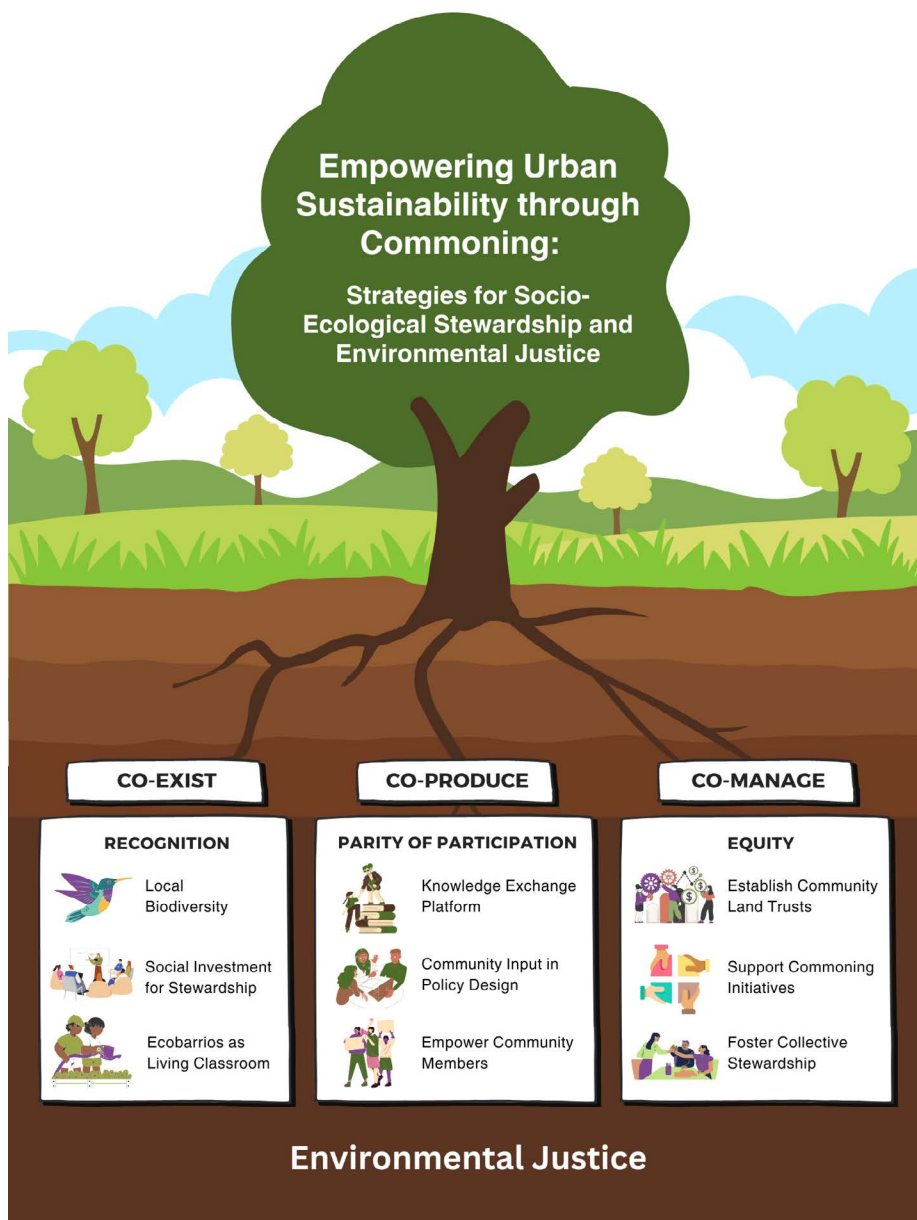 Empowering Urban
Sustainability through
Commoning:
Strategies for Socio-
Ecological Stewardship and
Environmental Justice
CO-EXIST
RECOGNITION
Local
Biodiversity
Social Investment
for Stewardship
Ecobarrios as
Living Classroom
CO-PRODUCE
PARITY OF PARTICIPATION
Knowledge Exchange
Platform
Community Input in
Policy Design
Empower Community
Members
CO-MANAGE
EQUITY
$
$
$
Establish Community
Land Trusts
Support Commoning
Initiatives
Foster Collective
Stewardship
Environmental Justice